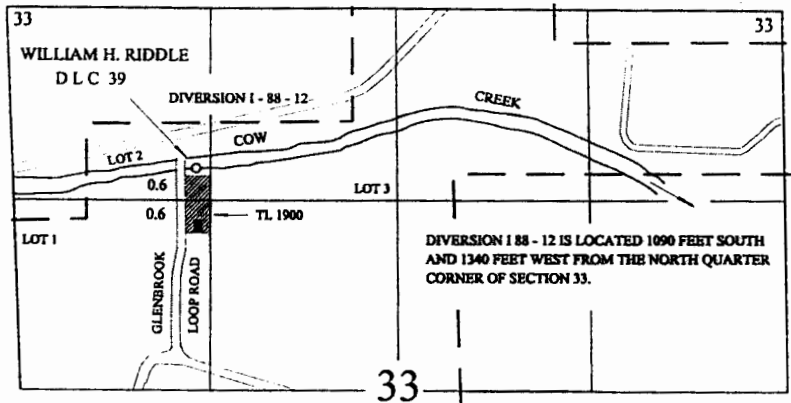 33
33
WILLIAM H. RIDDLE
D L C 39
DIVERSION I - 88 - 12
CREEK
COW
LOT 2
0.6
LOT 3
0.6
TL 1900
LOT 1
DIVERSION I 88 - 12 IS LOCATED 1090 FEET SOUTH
AND 1340 FEET WEST FROM THE NORTH QUARTER
CORNER OF SECTION 33.
GLENBROOK
LOOP ROAD
33